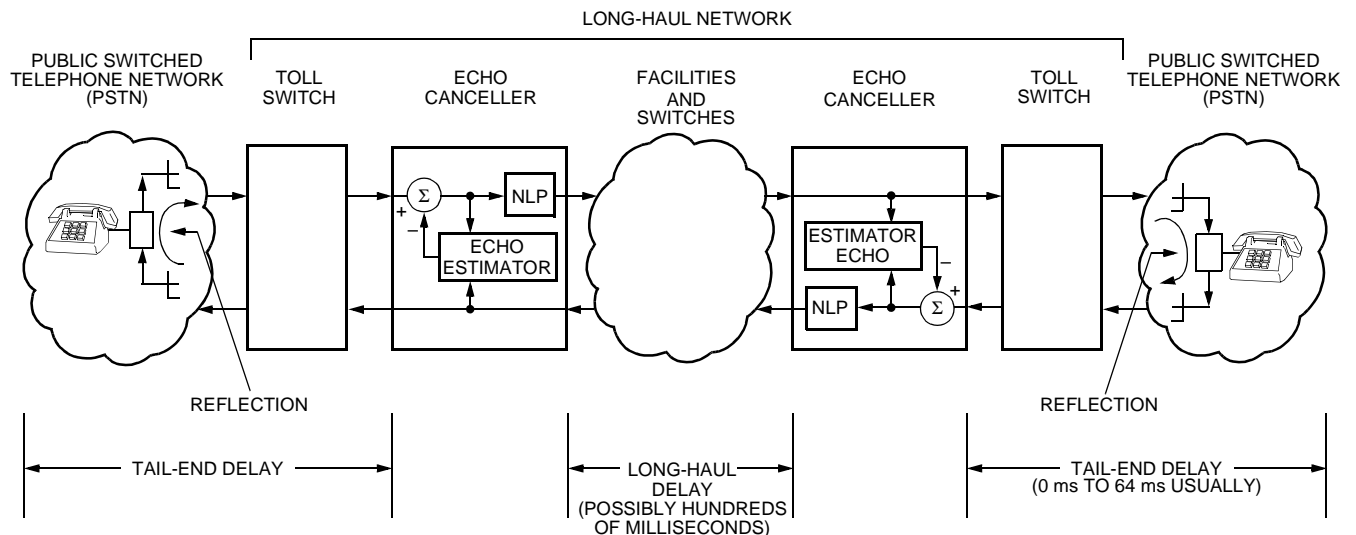 LONG-HAUL NETWORK
PUBLIC SWITCHED
TELEPHONE NETWORK
(PSTN)
TOLL
SWITCH
ECHO
CANCELLER
FACILITIES
AND
SWITCHES
ECHO
CANCELLER
TOLL
SWITCH
PUBLIC SWITCHED
TELEPHONE NETWORK
(PSTN)
Σ
+
–
NLP
ECHO
ESTIMATOR
ESTIMATOR
ECHO
–
+
NLP
Σ
REFLECTION
REFLECTION
TAIL-END DELAY
LONG-HAUL
DELAY
(POSSIBLY HUNDREDS
OF MILLISECONDS)
TAIL-END DELAY
(0 ms TO 64 ms USUALLY)